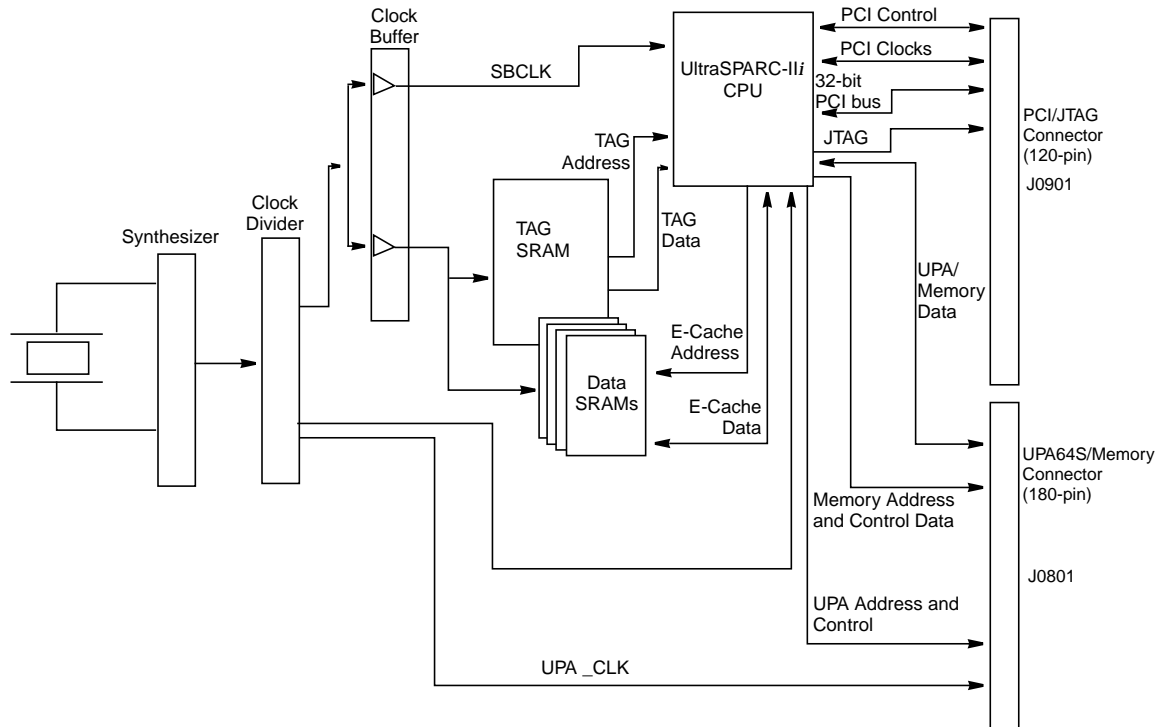 Clock
Buffer
SBCLK
UltraSPARC-IIi
CPU
PCI Control
PCI Clocks
32-bit
PCI bus
JTAG
PCI/JTAG
Connector
(120-pin)
J0901
TAG
Address
TAG
Data
TAG
SRAM
Clock
Divider
Synthesizer
UPA/
Memory
Data
E-Cache
Address
Data
SRAMs
E-Cache
Data
UPA64S/Memory
Connector
(180-pin)
Memory Address
and Control Data
J0801
UPA Address and
Control
UPA _CLK